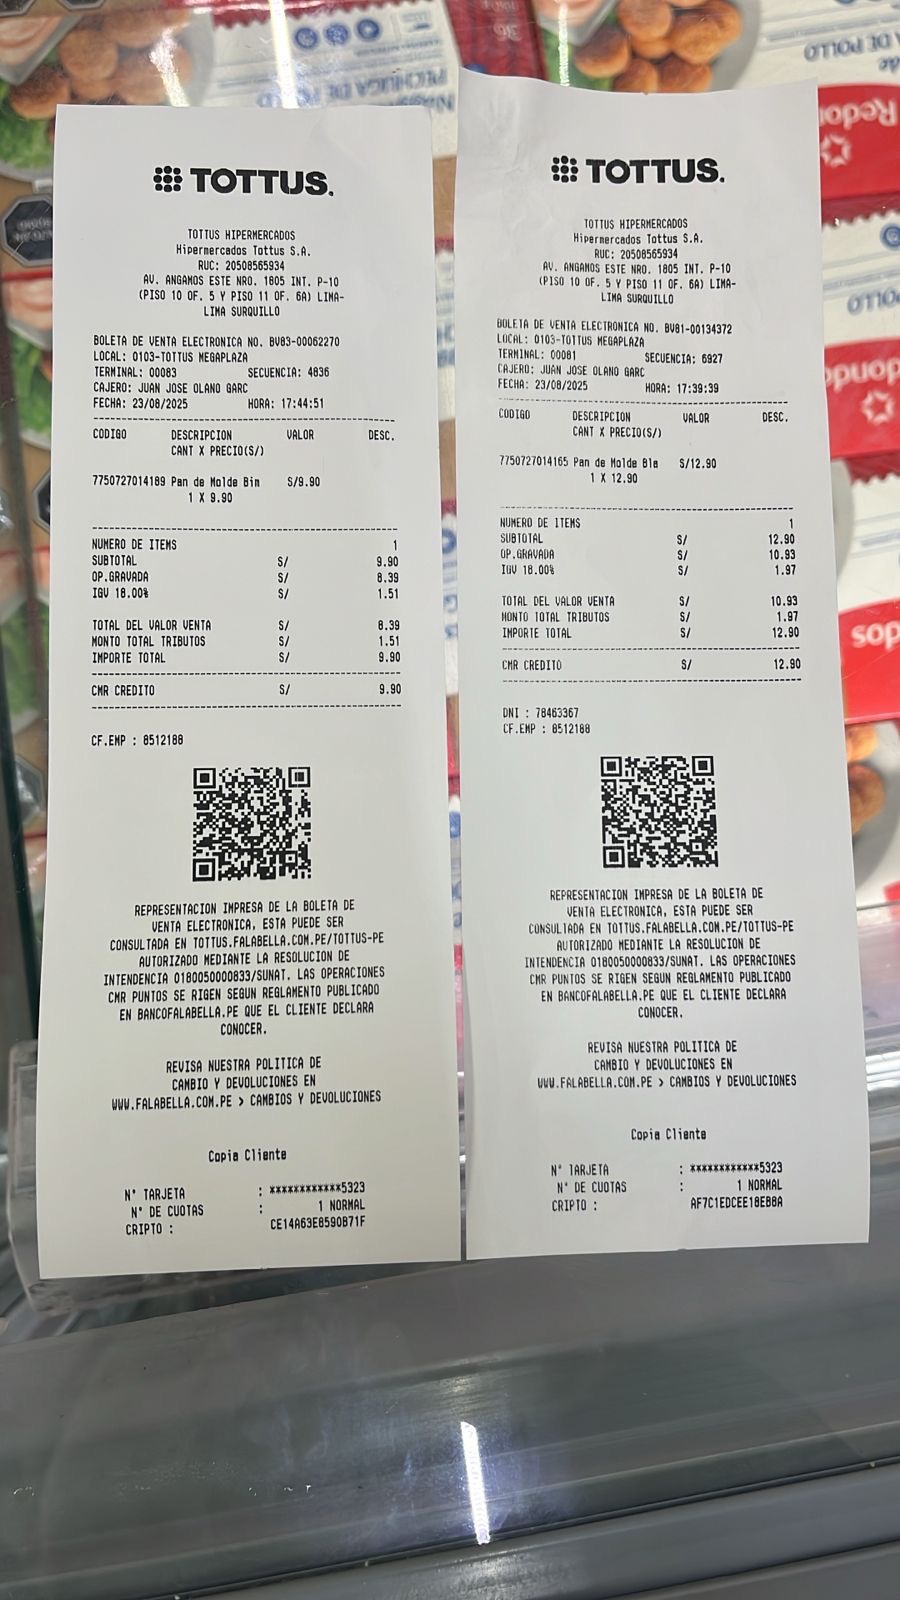 TOTTUS.
TOTTUS HIPERMERCADOS
Hipermercados Tottus S.A.
RUC: 20508565934
AV. ANGAMOS ESTE NRO. 1805 INT. P-10
(PISO 10 OF. 5 Y PISO 11 OF. 6A) LIMA-
LIMA SURQUILLO
BOLETA DE VENTA ELECTRONICA NO. BV83-00062270
LOCAL: 0103-TOTTUS MEGAPLAZA
TERMINAL: 00083 SECUENCIA: 4836
CAJERO: JUAN JOSE OLANO GARC
FECHA: 23/08/2025 HORA: 17:44:51
CODIGO DESCRIPCION VALOR DESC.
CANT X PRECIO(S/)
7750727014189 Pan de Molde Bim S/9.90
1 X 9.90
NUMERO DE ITEMS 1
SUBTOTAL S/ 9.90
OP.GRAVADA S/ 8.39
IGV 18.00% S/ 1.51
TOTAL DEL VALOR VENTA S/ 8.39
MONTO TOTAL TRIBUTOS S/ 1.51
IMPORTE TOTAL S/ 9.90
CMR CREDITO S/ 9.90
CF.EMP : 8512188
REPRESENTACION IMPRESA DE LA BOLETA DE
VENTA ELECTRONICA, ESTA PUEDE SER
CONSULTADA EN TOTTUS.FALABELLA.COM.PE/TOTTUS-PE
AUTORIZADO MEDIANTE LA RESOLUCION DE
INTENDENCIA 0180050000833/SUNAT. LAS OPERACIONES
CMR PUNTOS SE RIGEN SEGUN REGLAMENTO PUBLICADO
EN BANCOFALABELLA.PE QUE EL CLIENTE DECLARA
CONOCER.
REVISA NUESTRA POLITICA DE
CAMBIO Y DEVOLUCIONES EN
WWW.FALABELLA.COM.PE > CAMBIOS Y DEVOLUCIONES
Copia Cliente
N° TARJETA : ************5323
N° DE CUOTAS : 1 NORMAL
CRIPTO : CE14A63E8590B71F
TOTTUS.
TOTTUS HIPERMERCADOS
Hipermercados Tottus S.A.
RUC: 20508565934
AV. ANGAMOS ESTE NRO. 1805 INT. P-10
(PISO 10 OF. 5 Y PISO 11 OF. 6A) LIMA-
LIMA SURQUILLO
BOLETA DE VENTA ELECTRONICA NO. BV81-00134372
LOCAL: 0103-TOTTUS MEGAPLAZA
TERMINAL: 00081 SECUENCIA: 6927
CAJERO: JUAN JOSE OLANO GARC
FECHA: 23/08/2025 HORA: 17:39:39
CODIGO DESCRIPCION VALOR DESC.
CANT X PRECIO(S/)
7750727014165 Pan de Molde Bla S/12.90
1 X 12.90
NUMERO DE ITEMS 1
SUBTOTAL S/ 12.90
OP.GRAVADA S/ 10.93
IGV 18.00% S/ 1.97
TOTAL DEL VALOR VENTA S/ 10.93
MONTO TOTAL TRIBUTOS S/ 1.97
IMPORTE TOTAL S/ 12.90
CMR CREDITO S/ 12.90
DNI : 78463367
CF.EMP : 8512188
REPRESENTACION IMPRESA DE LA BOLETA DE
VENTA ELECTRONICA, ESTA PUEDE SER
CONSULTADA EN TOTTUS.FALABELLA.COM.PE/TOTTUS-PE
AUTORIZADO MEDIANTE LA RESOLUCION DE
INTENDENCIA 0180050000833/SUNAT. LAS OPERACIONES
CMR PUNTOS SE RIGEN SEGUN REGLAMENTO PUBLICADO
EN BANCOFALABELLA.PE QUE EL CLIENTE DECLARA
CONOCER.
REVISA NUESTRA POLITICA DE
CAMBIO Y DEVOLUCIONES EN
WWW.FALABELLA.COM.PE > CAMBIOS Y DEVOLUCIONES
Copia Cliente
N° TARJETA : ************5323
N° DE CUOTAS : 1 NORMAL
CRIPTO : AF7C1EDCEE18EB8A
PECHUGA DE
DE POLLO
Redo
POLLO